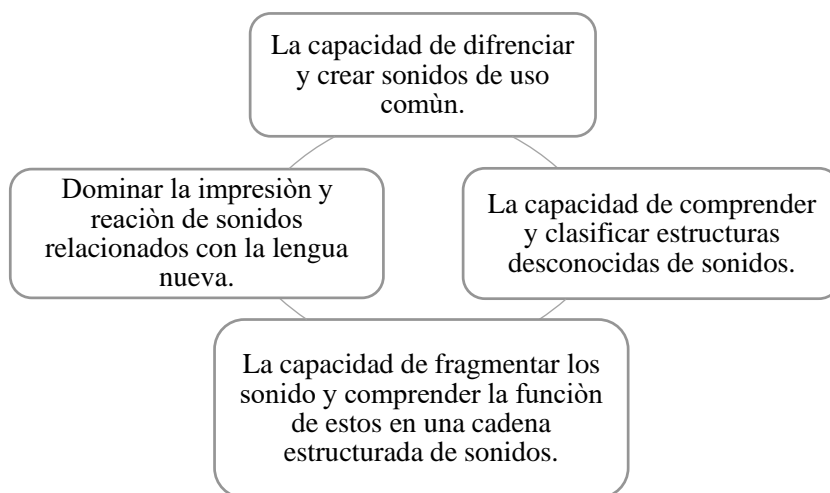 La capacidad de difrenciar
y crear sonidos de uso
comùn.
Dominar la impresiòn y
reaciòn de sonidos
relacionados con la lengua
nueva.
La capacidad de comprender
y clasificar estructuras
desconocidas de sonidos.
La capacidad de fragmentar los
sonido y comprender la funciòn
de estos en una cadena
estructurada de sonidos.